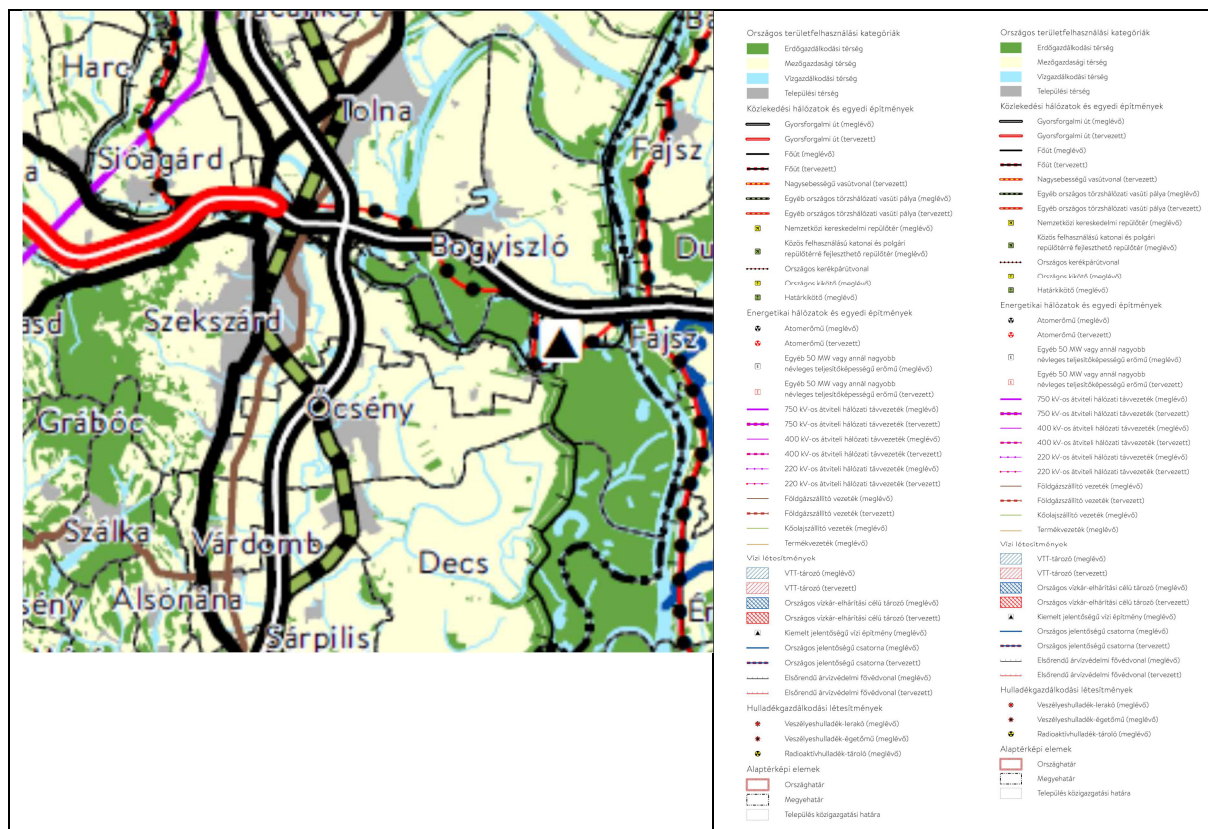 Harc
Tolna
Fajsz
Sióagárd
Bogyiszló
Du
Szekszárd
Fajsz
asd
Őcsény
Grábóc
Szálka
Várdomb
Decs
sény
Alsónána
Sárpilis
Országos területfelhasználási kategóriák
Erdőgazdálkodási térség
Mezőgazdasági térség
Vízgazdálkodási térség
Települési térség
Közlekedési hálózatok és egyedi építmények
Gyorsforgalmi út (meglévő)
Gyorsforgalmi út (tervezett)
Főút (meglévő)
Főút (tervezett)
Nagysebességű vasútvonal (tervezett)
Egyéb országos törzshálózati vasúti pálya (meglévő)
Egyéb országos törzshálózati vasúti pálya (tervezett)
Nemzetközi kereskedelmi repülőtér (meglévő)
Közös felhasználású katonai és polgári
repülőtérré fejleszthető repülőtér (meglévő)
Országos kerékpárútvonal
Országos kikötő (meglévő)
Határkikötő (meglévő)
Energetikai hálózatok és egyedi építmények
Atomerőmű (meglévő)
Atomerőmű (tervezett)
Egyéb 50 MW vagy annál nagyobb
névleges teljesítőképességű erőmű (meglévő)
Egyéb 50 MW vagy annál nagyobb
névleges teljesítőképességű erőmű (tervezett)
750 kV-os átviteli hálózati távvezeték (meglévő)
750 kV-os átviteli hálózati távvezeték (tervezett)
400 kV-os átviteli hálózati távvezeték (meglévő)
400 kV-os átviteli hálózati távvezeték (tervezett)
220 kV-os átviteli hálózati távvezeték (meglévő)
220 kV-os átviteli hálózati távvezeték (tervezett)
Földgázszállító vezeték (meglévő)
Földgázszállító vezeték (tervezett)
Kőolajszállító vezeték (meglévő)
Termékvezeték (meglévő)
Vízi létesítmények
VTT-tározó (meglévő)
VTT-tározó (tervezett)
Országos vízkár-elhárítási célú tározó (meglévő)
Országos vízkár-elhárítási célú tározó (tervezett)
Kiemelt jelentőségű vízi építmény (meglévő)
Országos jelentőségű csatorna (meglévő)
Országos jelentőségű csatorna (tervezett)
Elsőrendű árvízvédelmi fővédvonal (meglévő)
Elsőrendű árvízvédelmi fővédvonal (tervezett)
Hulladékgazdálkodási létesítmények
Veszélyeshulladék-lerakó (meglévő)
Veszélyeshulladék-égetőmű (meglévő)
Radioaktívhulladék-tároló (meglévő)
Alaptérképi elemek
Országhatár
Megyehatár
Település közigazgatási határa
Országos területfelhasználási kategóriák
Erdőgazdálkodási térség
Mezőgazdasági térség
Vízgazdálkodási térség
Települési térség
Közlekedési hálózatok és egyedi építmények
Gyorsforgalmi út (meglévő)
Gyorsforgalmi út (tervezett)
Főút (meglévő)
Főút (tervezett)
Nagysebességű vasútvonal (tervezett)
Egyéb országos törzshálózati vasúti pálya (meglévő)
Egyéb országos törzshálózati vasúti pálya (tervezett)
Nemzetközi kereskedelmi repülőtér (meglévő)
Közös felhasználású katonai és polgári
repülőtérré fejleszthető repülőtér (meglévő)
Országos kerékpárútvonal
Országos kikötő (meglévő)
Határkikötő (meglévő)
Energetikai hálózatok és egyedi építmények
Atomerőmű (meglévő)
Atomerőmű (tervezett)
Egyéb 50 MW vagy annál nagyobb
névleges teljesítőképességű erőmű (meglévő)
Egyéb 50 MW vagy annál nagyobb
névleges teljesítőképességű erőmű (tervezett)
750 kV-os átviteli hálózati távvezeték (meglévő)
750 kV-os átviteli hálózati távvezeték (tervezett)
400 kV-os átviteli hálózati távvezeték (meglévő)
400 kV-os átviteli hálózati távvezeték (tervezett)
220 kV-os átviteli hálózati távvezeték (meglévő)
220 kV-os átviteli hálózati távvezeték (tervezett)
Földgázszállító vezeték (meglévő)
Földgázszállító vezeték (tervezett)
Kőolajszállító vezeték (meglévő)
Termékvezeték (meglévő)
Vízi létesítmények
VTT-tározó (meglévő)
VTT-tározó (tervezett)
Országos vízkár-elhárítási célú tározó (meglévő)
Országos vízkár-elhárítási célú tározó (tervezett)
Kiemelt jelentőségű vízi építmény (meglévő)
Országos jelentőségű csatorna (meglévő)
Országos jelentőségű csatorna (tervezett)
Elsőrendű árvízvédelmi fővédvonal (meglévő)
Elsőrendű árvízvédelmi fővédvonal (tervezett)
Hulladékgazdálkodási létesítmények
Veszélyeshulladék-lerakó (meglévő)
Veszélyeshulladék-égetőmű (meglévő)
Radioaktívhulladék-tároló (meglévő)
Alaptérképi elemek
Országhatár
Megyehatár
Település közigazgatási határa